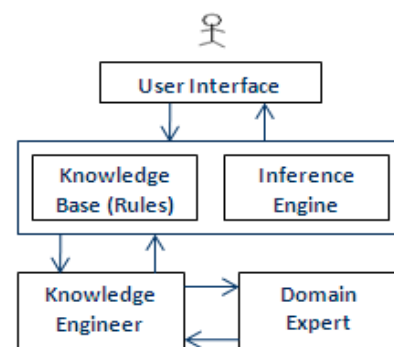 User Interface
Knowledge
Base (Rules)
Inference
Engine
Knowledge
Engineer
Domain
Expert